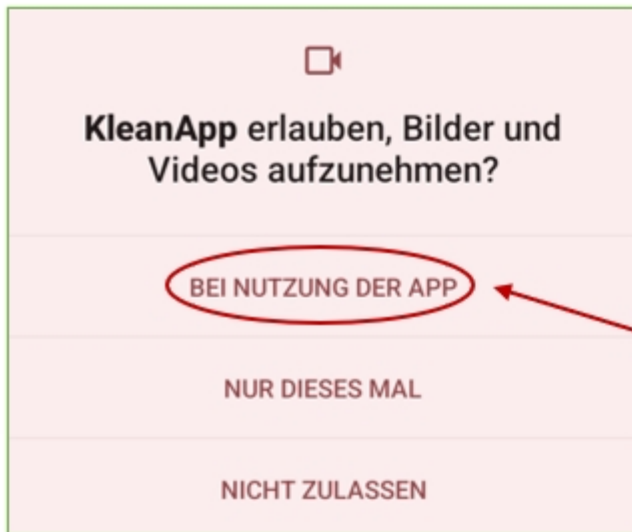 KleanApp erlauben, Bilder und
Videos aufzunehmen?
BEI NUTZUNG DER APP
NUR DIESES MAL
NICHT ZULASSEN